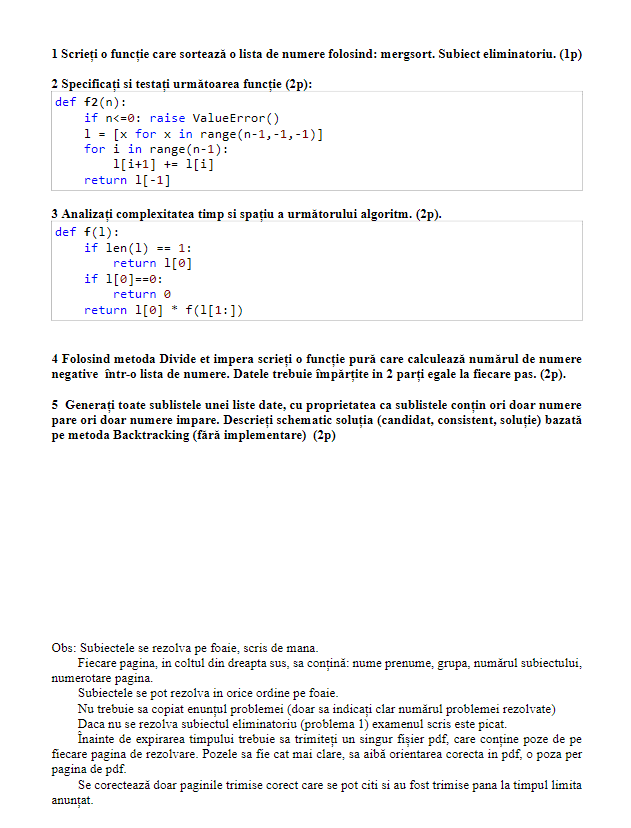 1 Scrieți o funcție care sortează o lista de numere folosind: mergsort. Subiect eliminatoriu. (1p)
2 Specificați si testați următoarea funcție (2p):
def f2(n):
    if n<=0: raise ValueError()
    l = [x for x in range(n-1,-1,-1)]
    for i in range(n-1):
        l[i+1] += l[i]
    return l[-1]
3 Analizați complexitatea timp si spațiu a următorului algoritm. (2p).
def f(l):
    if len(l) == 1:
        return l[0]
    if l[0]==0:
        return 0
    return l[0] * f(l[1:])
4 Folosind metoda Divide et impera scrieți o funcție pură care calculează numărul de numere
negative într-o lista de numere. Datele trebuie împărțite in 2 parți egale la fiecare pas. (2p).
5 Generați toate sublistele unei liste date, cu proprietatea ca sublistele conțin ori doar numere
pare ori doar numere impare. Descrieți schematic soluția (candidat, consistent, soluție) bazată
pe metoda Backtracking (fără implementare) (2p)
Obs: Subiectele se rezolva pe foaie, scris de mana.
Fiecare pagina, in coltul din dreapta sus, sa conțină: nume prenume, grupa, numărul subiectului,
numerotare pagina.
Subiectele se pot rezolva in orice ordine pe foaie.
Nu trebuie sa copiat enunțul problemei (doar sa indicați clar numărul problemei rezolvate)
Daca nu se rezolva subiectul eliminatoriu (problema 1) examenul scris este picat.
Înainte de expirarea timpului trebuie sa trimiteți un singur fișier pdf, care conține poze de pe
fiecare pagina de rezolvare. Pozele sa fie cat mai clare, sa aibă orientarea corecta in pdf, o poza per
pagina de pdf.
Se corectează doar paginile trimise corect care se pot citi si au fost trimise pana la timpul limita
anunțat.